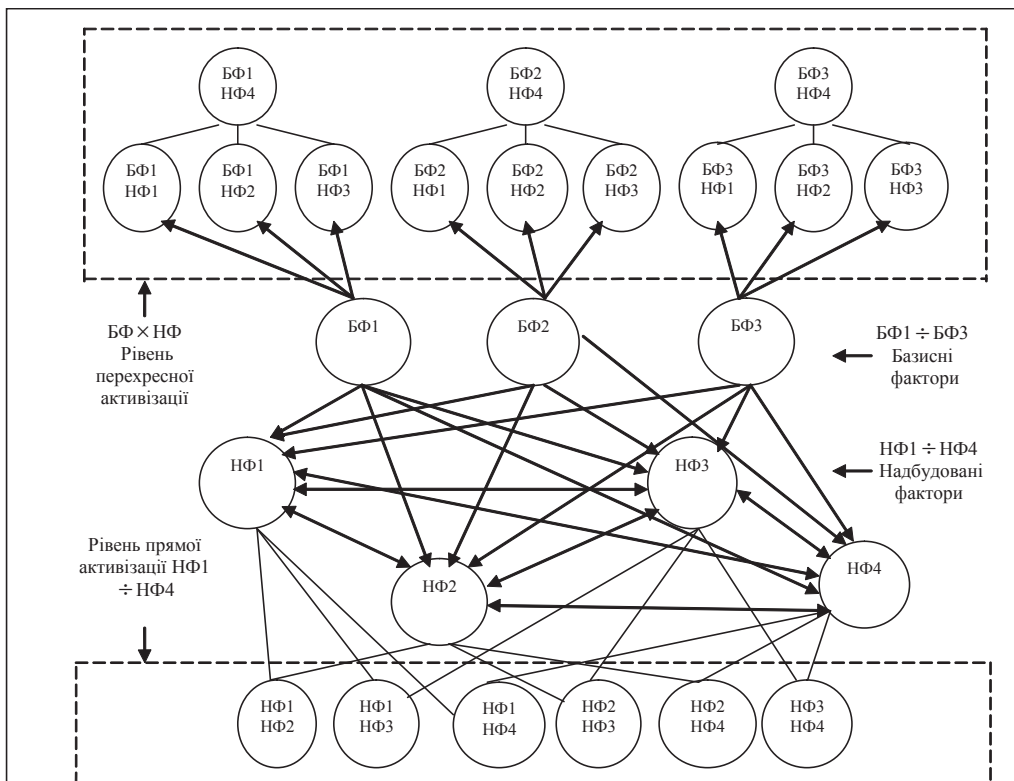 БФ1
НФ4
БФ2
НФ4
БФ3
НФ4
БФ1
НФ1
БФ1
НФ2
БФ1
НФ3
БФ2
НФ1
БФ2
НФ2
БФ2
НФ3
БФ3
НФ1
БФ3
НФ2
БФ3
НФ3
БФ×НФ
Рівень
перехресної
активізації
БФ1
БФ2
БФ3
БФ1 ÷ БФ3
Базисні
фактори
НФ1
НФ3
НФ1 ÷ НФ4
Надбудовані
фактори
Рівень прямої
активізації НФ1
÷ НФ4
НФ2
НФ4
НФ1
НФ2
НФ1
НФ3
НФ1
НФ4
НФ2
НФ3
НФ2
НФ4
НФ3
НФ4